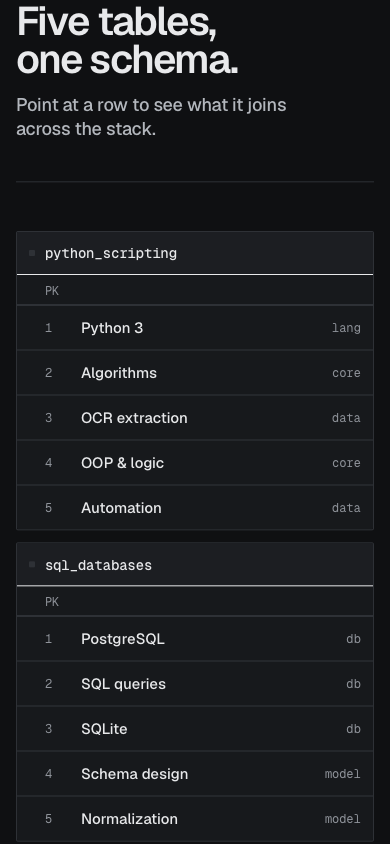 Five tables,
one schema.
Point at a row to see what it joins
across the stack.
python_scripting
PK
1 Python 3 lang
2 Algorithms core
3 OCR extraction data
4 OOP & logic core
5 Automation data
sql_databases
PK
1 PostgreSQL db
2 SQL queries db
3 SQLite db
4 Schema design model
5 Normalization model